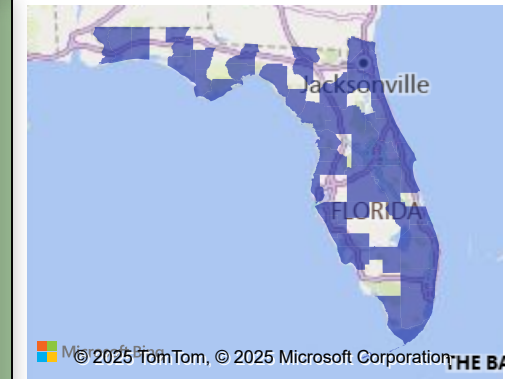 Jacksonville
FLORIDA
Microsoft Bing
© 2025 TomTom, © 2025 Microsoft Corporation
THE BA